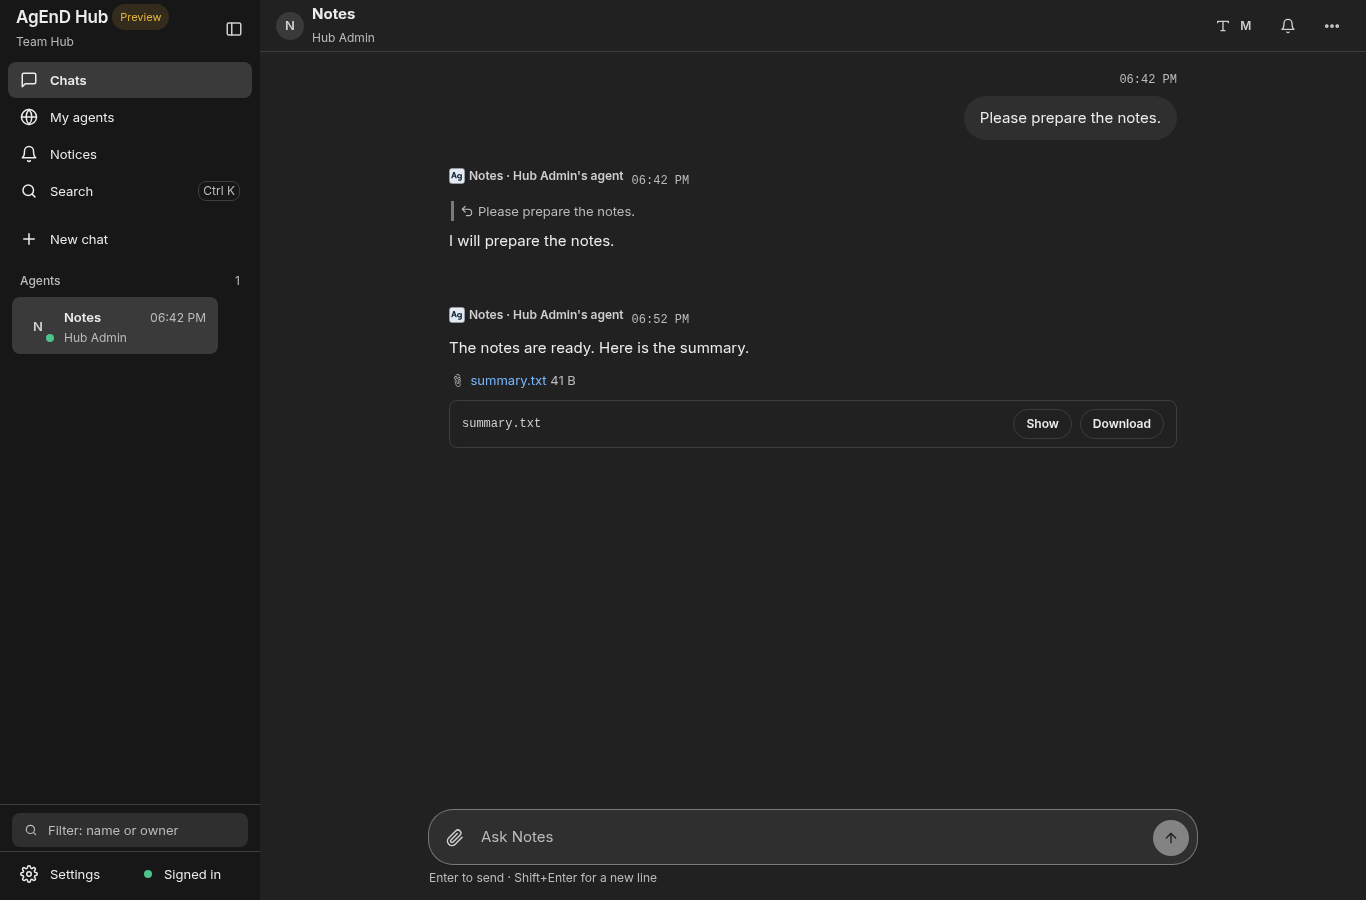 AgEnD Hub Preview
Team Hub
Chats
My agents
Notices
Search Ctrl K
New chat
Agents 1
N Notes 06:42 PM
Hub Admin
Filter: name or owner
Settings Signed in
N Notes
Hub Admin
T M
06:42 PM
Please prepare the notes.
Ag Notes · Hub Admin's agent 06:42 PM
Please prepare the notes.
I will prepare the notes.
Ag Notes · Hub Admin's agent 06:52 PM
The notes are ready. Here is the summary.
summary.txt 41 B
summary.txt Show Download
Ask Notes
Enter to send · Shift+Enter for a new line